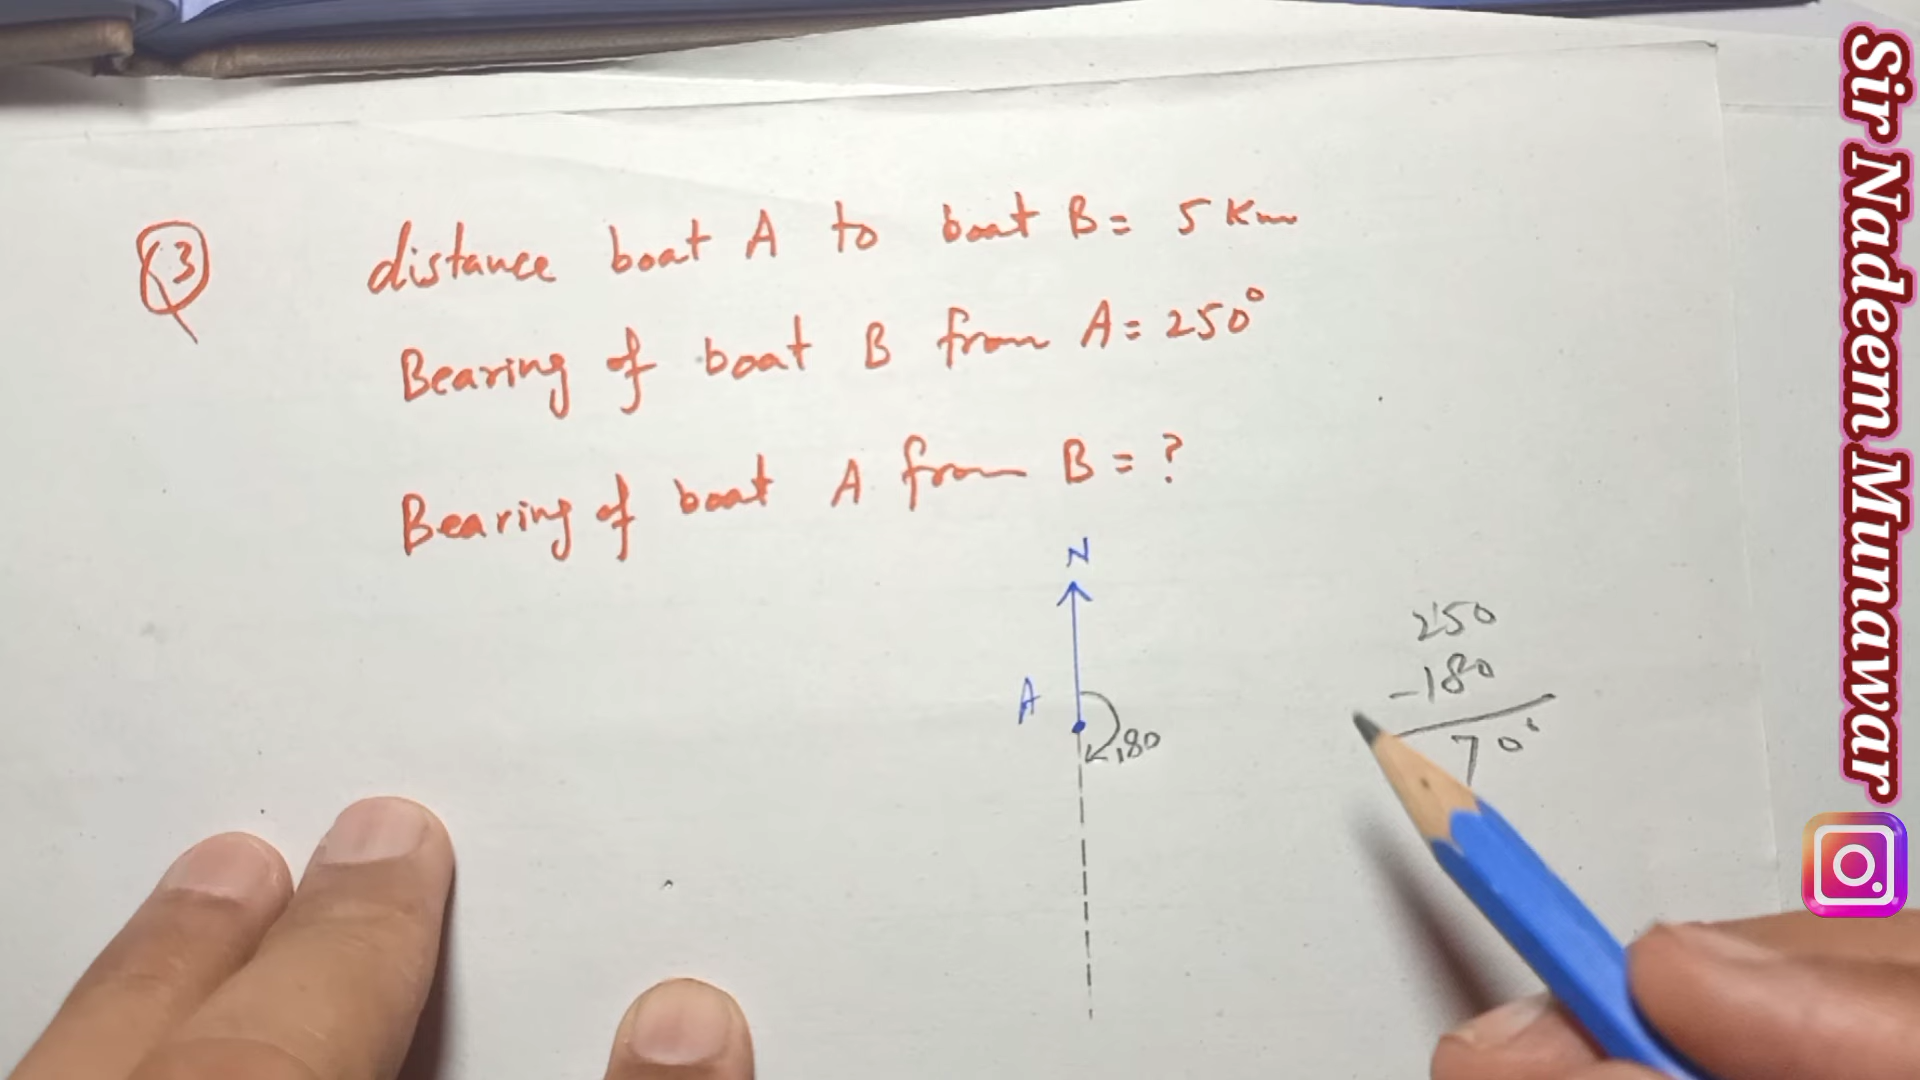 Q3
distance boat A to boat B = 5 Km
Bearing of boat B from A = 250°
Bearing of boat A from B = ?
N
A
180
250
-180
70°
Sir Nadeem Munawar